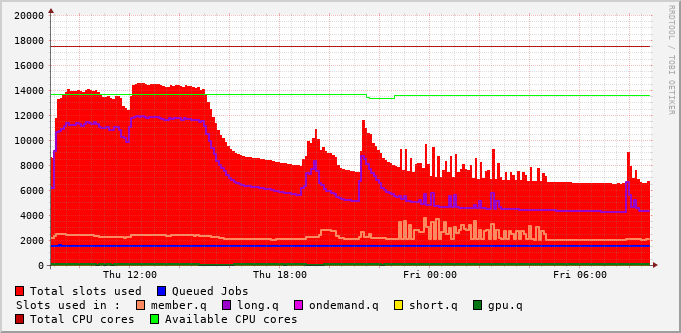 20000
18000
16000
14000
12000
10000
8000
6000
4000
2000
0
Thu 12:00 Thu 18:00 Fri 00:00 Fri 06:00
Total slots used Queued Jobs
Slots used in : member.q long.q ondemand.q short.q gpu.q
Total CPU cores Available CPU cores
RRDTOOL / TOBI OETIKER